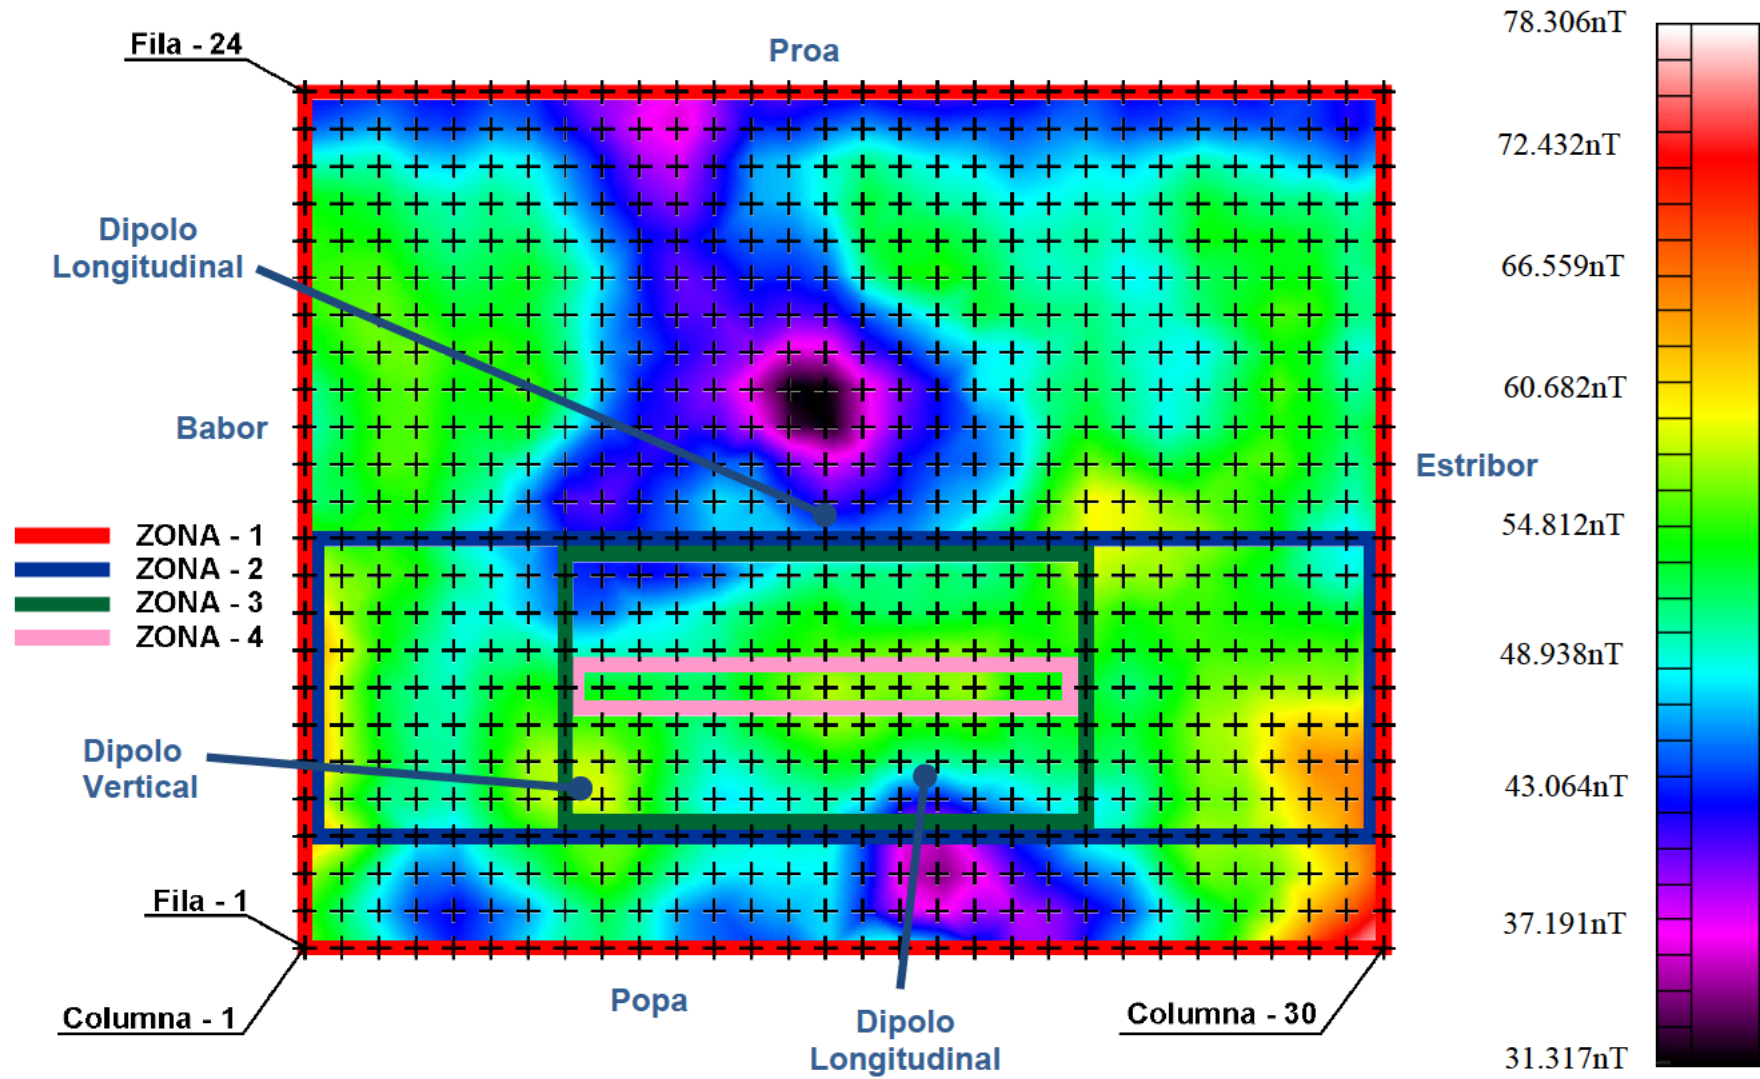 Fila - 24
Proa
78.306nT
72.432nT
Dipolo
Longitudinal
66.559nT
60.682nT
Babor
Estribor
54.812nT
ZONA - 1
ZONA - 2
ZONA - 3
ZONA - 4
48.938nT
Dipolo
Vertical
43.064nT
Fila - 1
37.191nT
Columna - 1
Popa
Dipolo
Longitudinal
Columna - 30
31.317nT